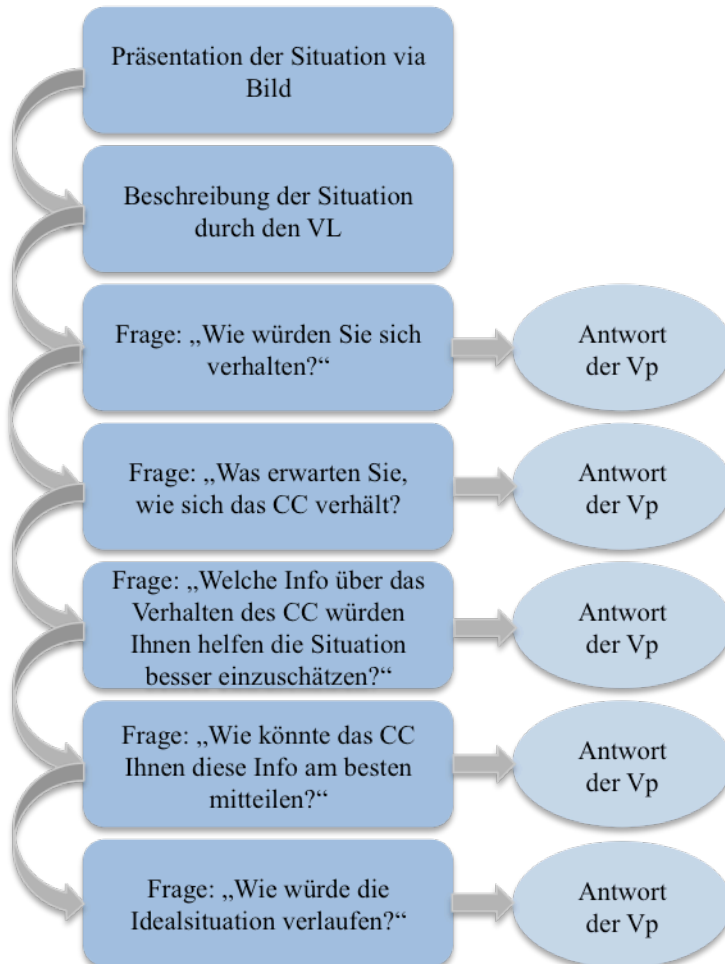 Präsentation der Situation via
Bild
Beschreibung der Situation
durch den VL
Frage: „Wie würden Sie sich
verhalten?“
Antwort
der Vp
Frage: „Was erwarten Sie,
wie sich das CC verhält?
Antwort
der Vp
Frage: „Welche Info über das
Verhalten des CC würden
Ihnen helfen die Situation
besser einzuschätzen?“
Antwort
der Vp
Frage: „Wie könnte das CC
Ihnen diese Info am besten
mitteilen?“
Antwort
der Vp
Frage: „Wie würde die
Idealsituation verlaufen?“
Antwort
der Vp